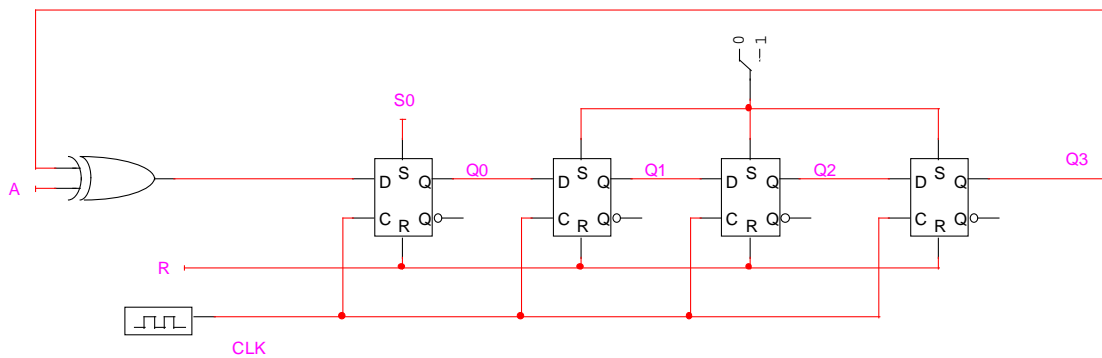 0 1
S0
Q3
A
D S Q Q0 D S Q Q1 D S Q Q2 D S Q
C R Q C R Q C R Q C R Q
R
CLK